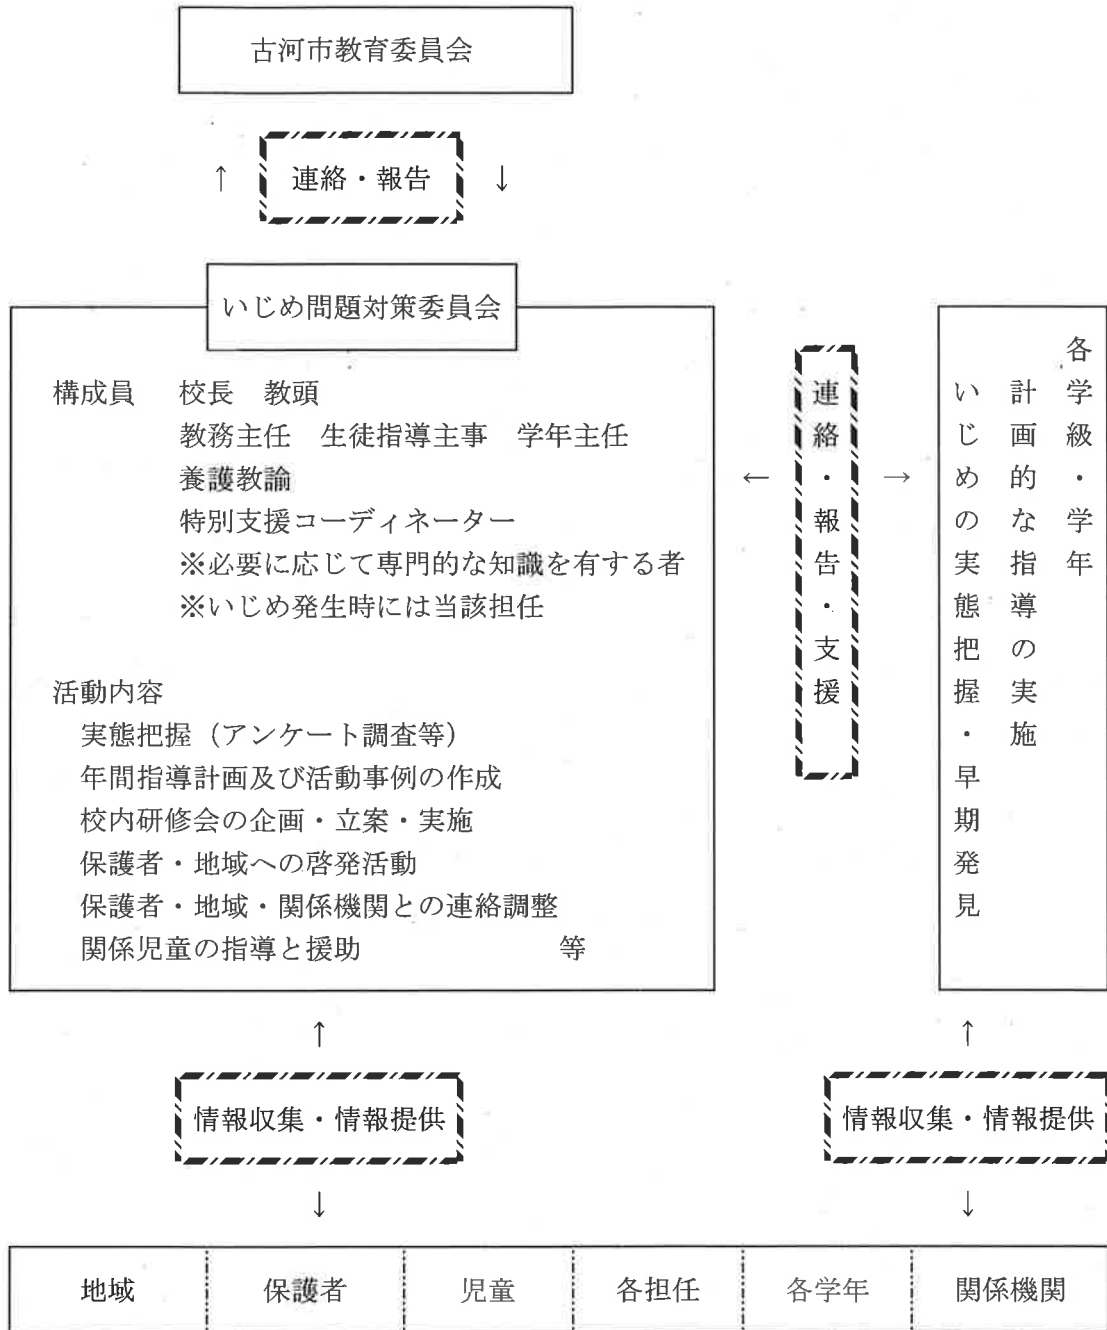 古河市教育委員会
↑ 連絡・報告 ↓
いじめ問題対策委員会
構成員 校長 教頭
教務主任 生徒指導主事 学年主任
養護教諭
特別支援コーディネーター
※必要に応じて専門的な知識を有する者
※いじめ発生時には当該担任
活動内容
実態把握（アンケート調査等）
年間指導計画及び活動事例の作成
校内研修会の企画・立案・実施
保護者・地域への啓発活動
保護者・地域・関係機関との連絡調整
関係児童の指導と援助 等
← 連絡・報告・支援 →
各学級・学年
計画的な指導の実施
いじめの実態把握・早期発見
↑ ↑
情報収集・情報提供 情報収集・情報提供
↓ ↓
地域 保護者 児童 各担任 各学年 関係機関